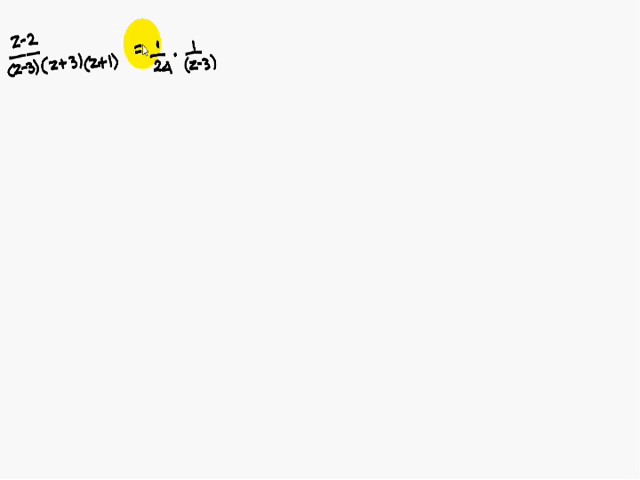 z-2/(z-3)(z+3)(z+1) = 1/24 · 1/(z-3)